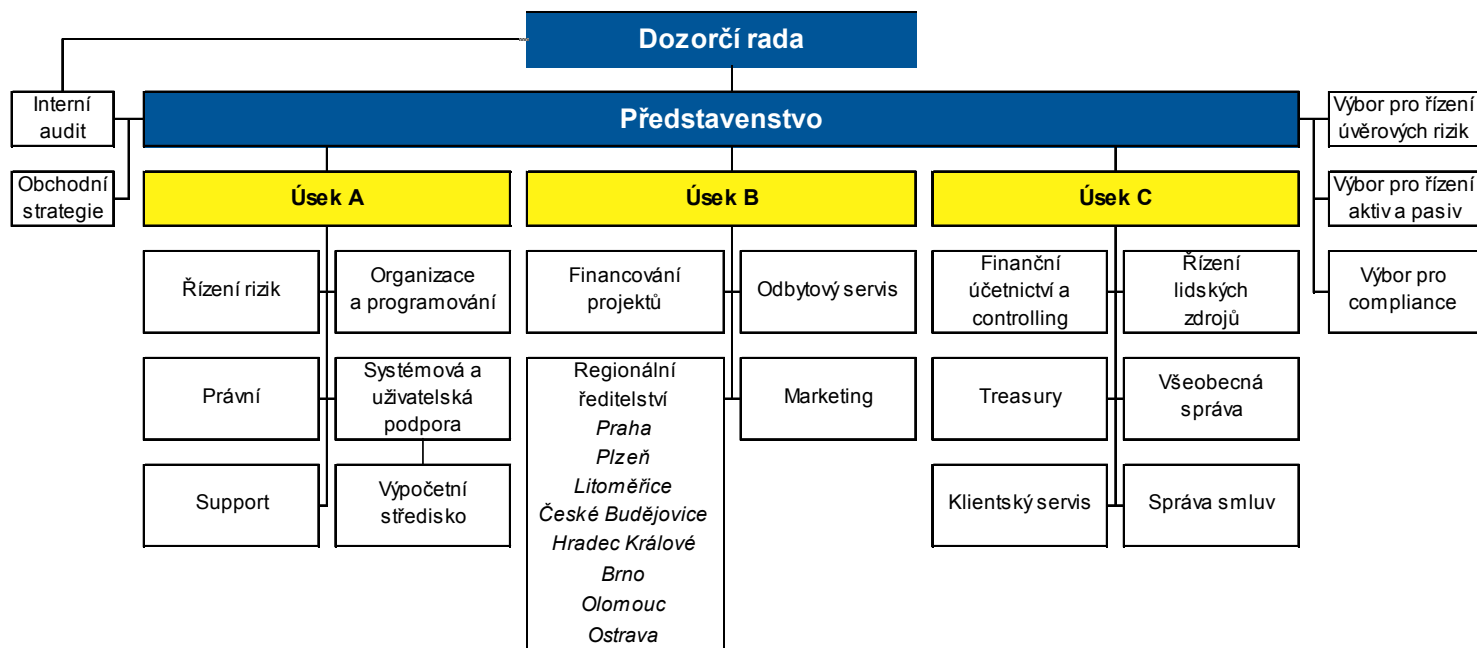 Dozorčí rada
Interní
audit
Představenstvo
Výbor pro řízení
úvěrových rizik
Obchodní
strategie
Úsek A
Úsek B
Úsek C
Výbor pro řízení
aktiv a pasiv
Řízení rizik
Organizace
a programování
Financování
projektů
Odbytový servis
Finanční
účetnictví a
controlling
Řízení
lidských
zdrojů
Výbor pro
compliance
Právní
Systémová a
uživatelská
podpora
Regionální
ředitelství
Praha
Plzeň
Litoměřice
České Budějovice
Hradec Králové
Brno
Olomouc
Ostrava
Marketing
Treasury
Všeobecná
správa
Support
Výpočetní
středisko
Klientský servis
Správa smluv